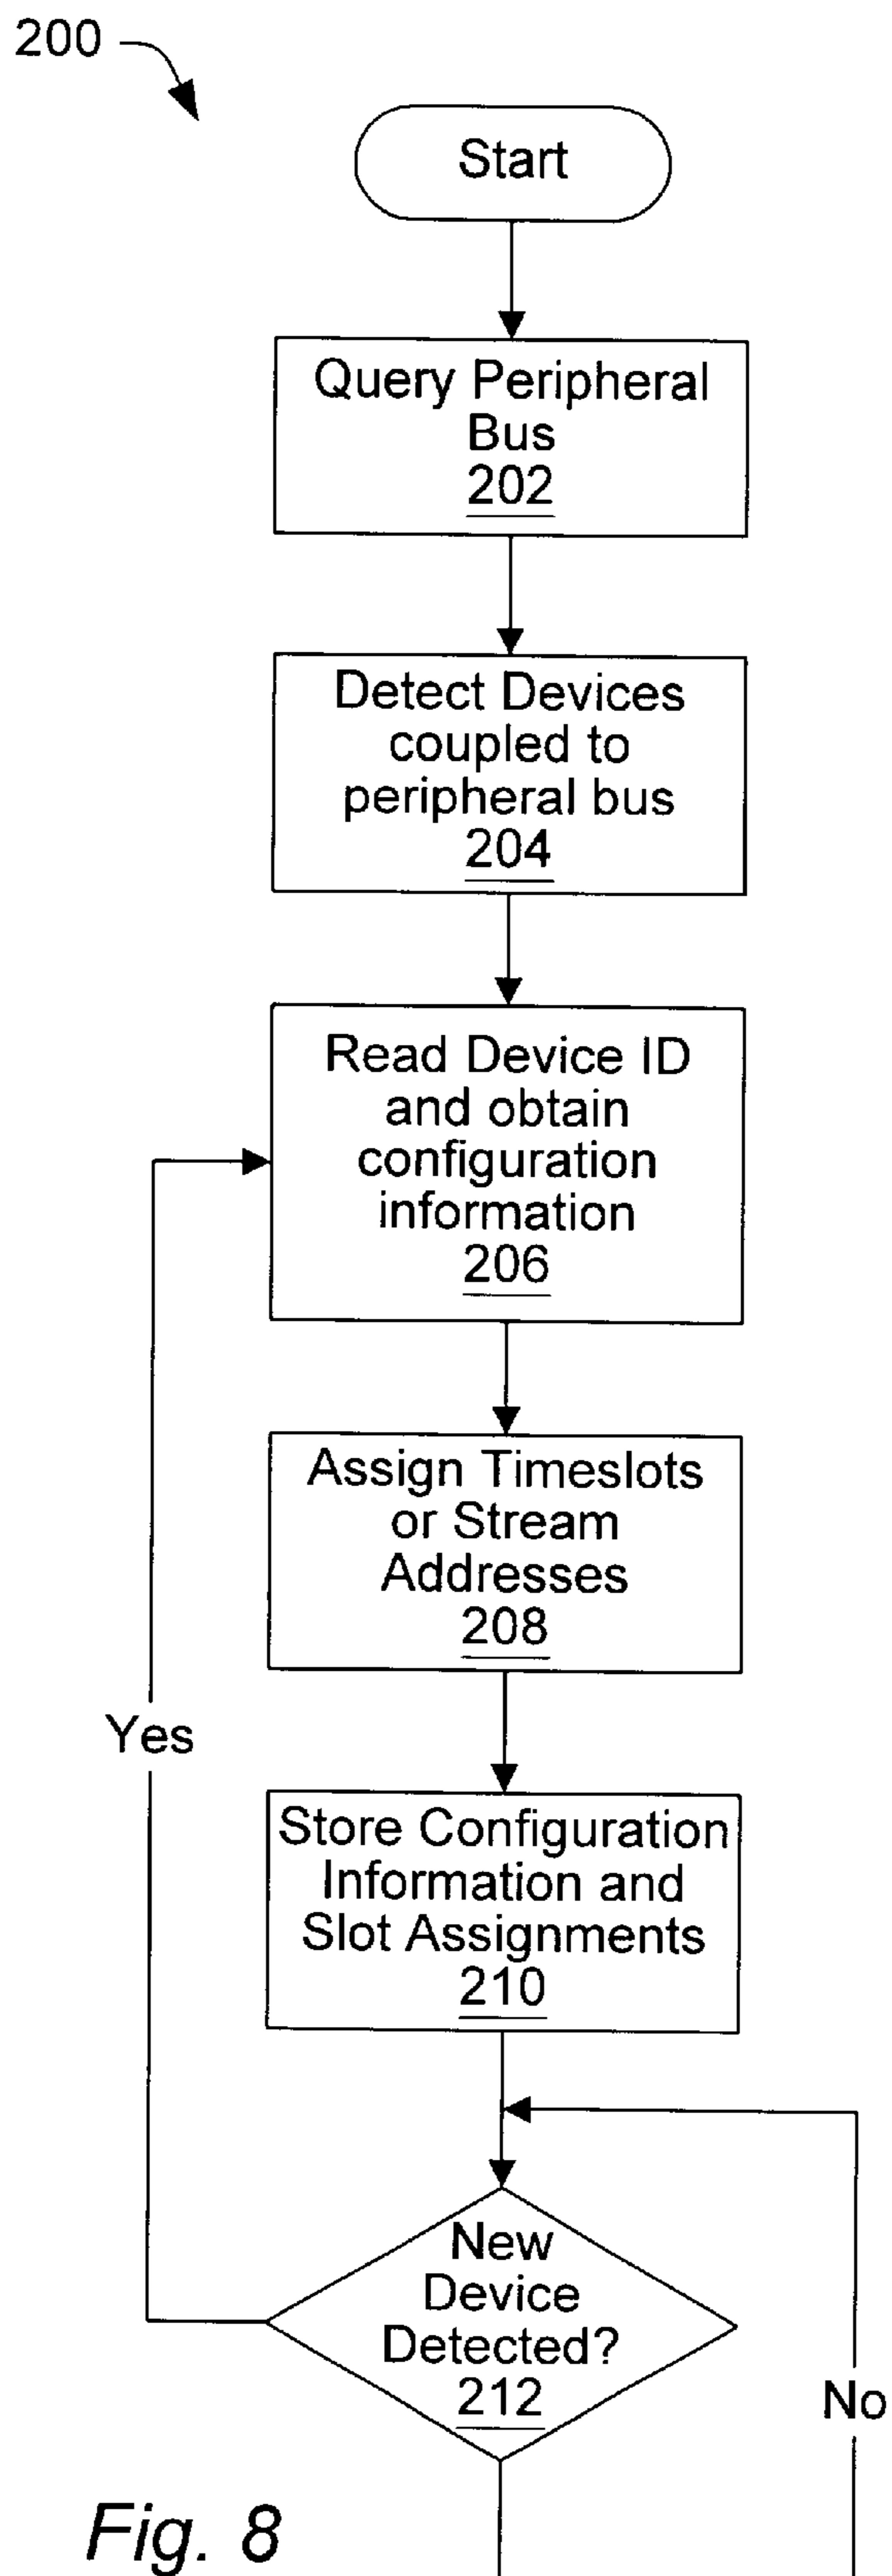 200
Start
Query Peripheral
Bus
202
Detect Devices
coupled to
peripheral bus
204
Read Device ID
and obtain
configuration
information
206
Assign Timeslots
or Stream
Addresses
208
Yes
Store Configuration
Information and
Slot Assignments
210
New
Device
Detected?
212
No
Fig. 8